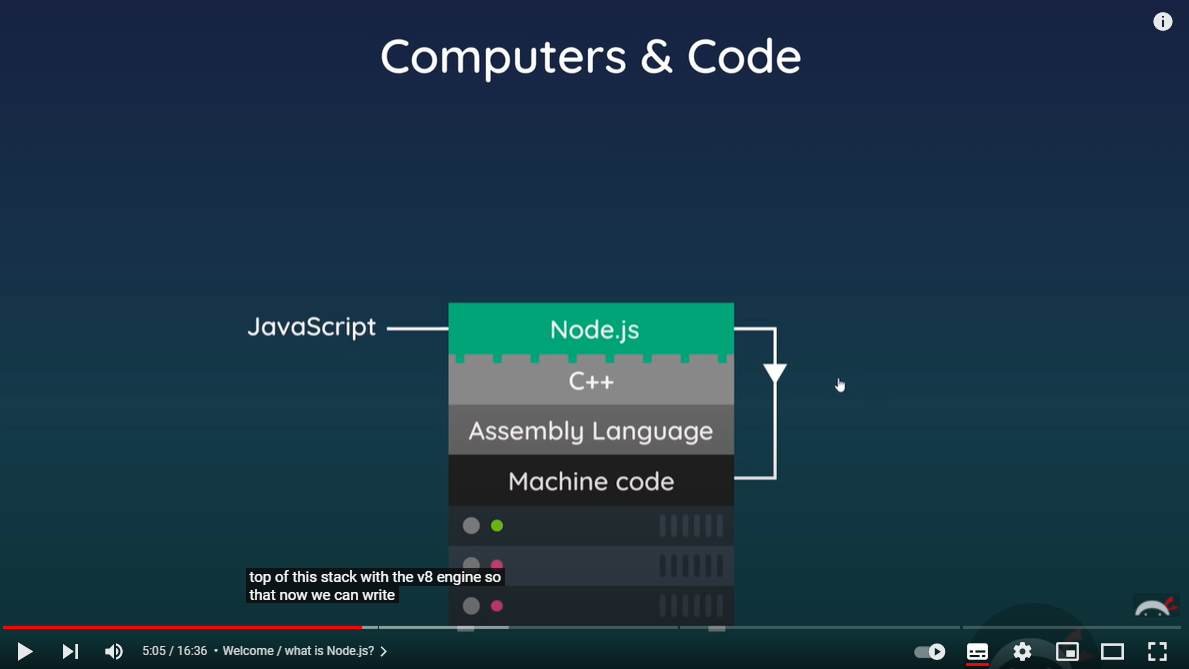 Computers & Code
JavaScript
Node.js
C++
Assembly Language
Machine code
top of this stack with the v8 engine so
that now we can write
5:05 / 16:36 • Welcome / what is Node.js?